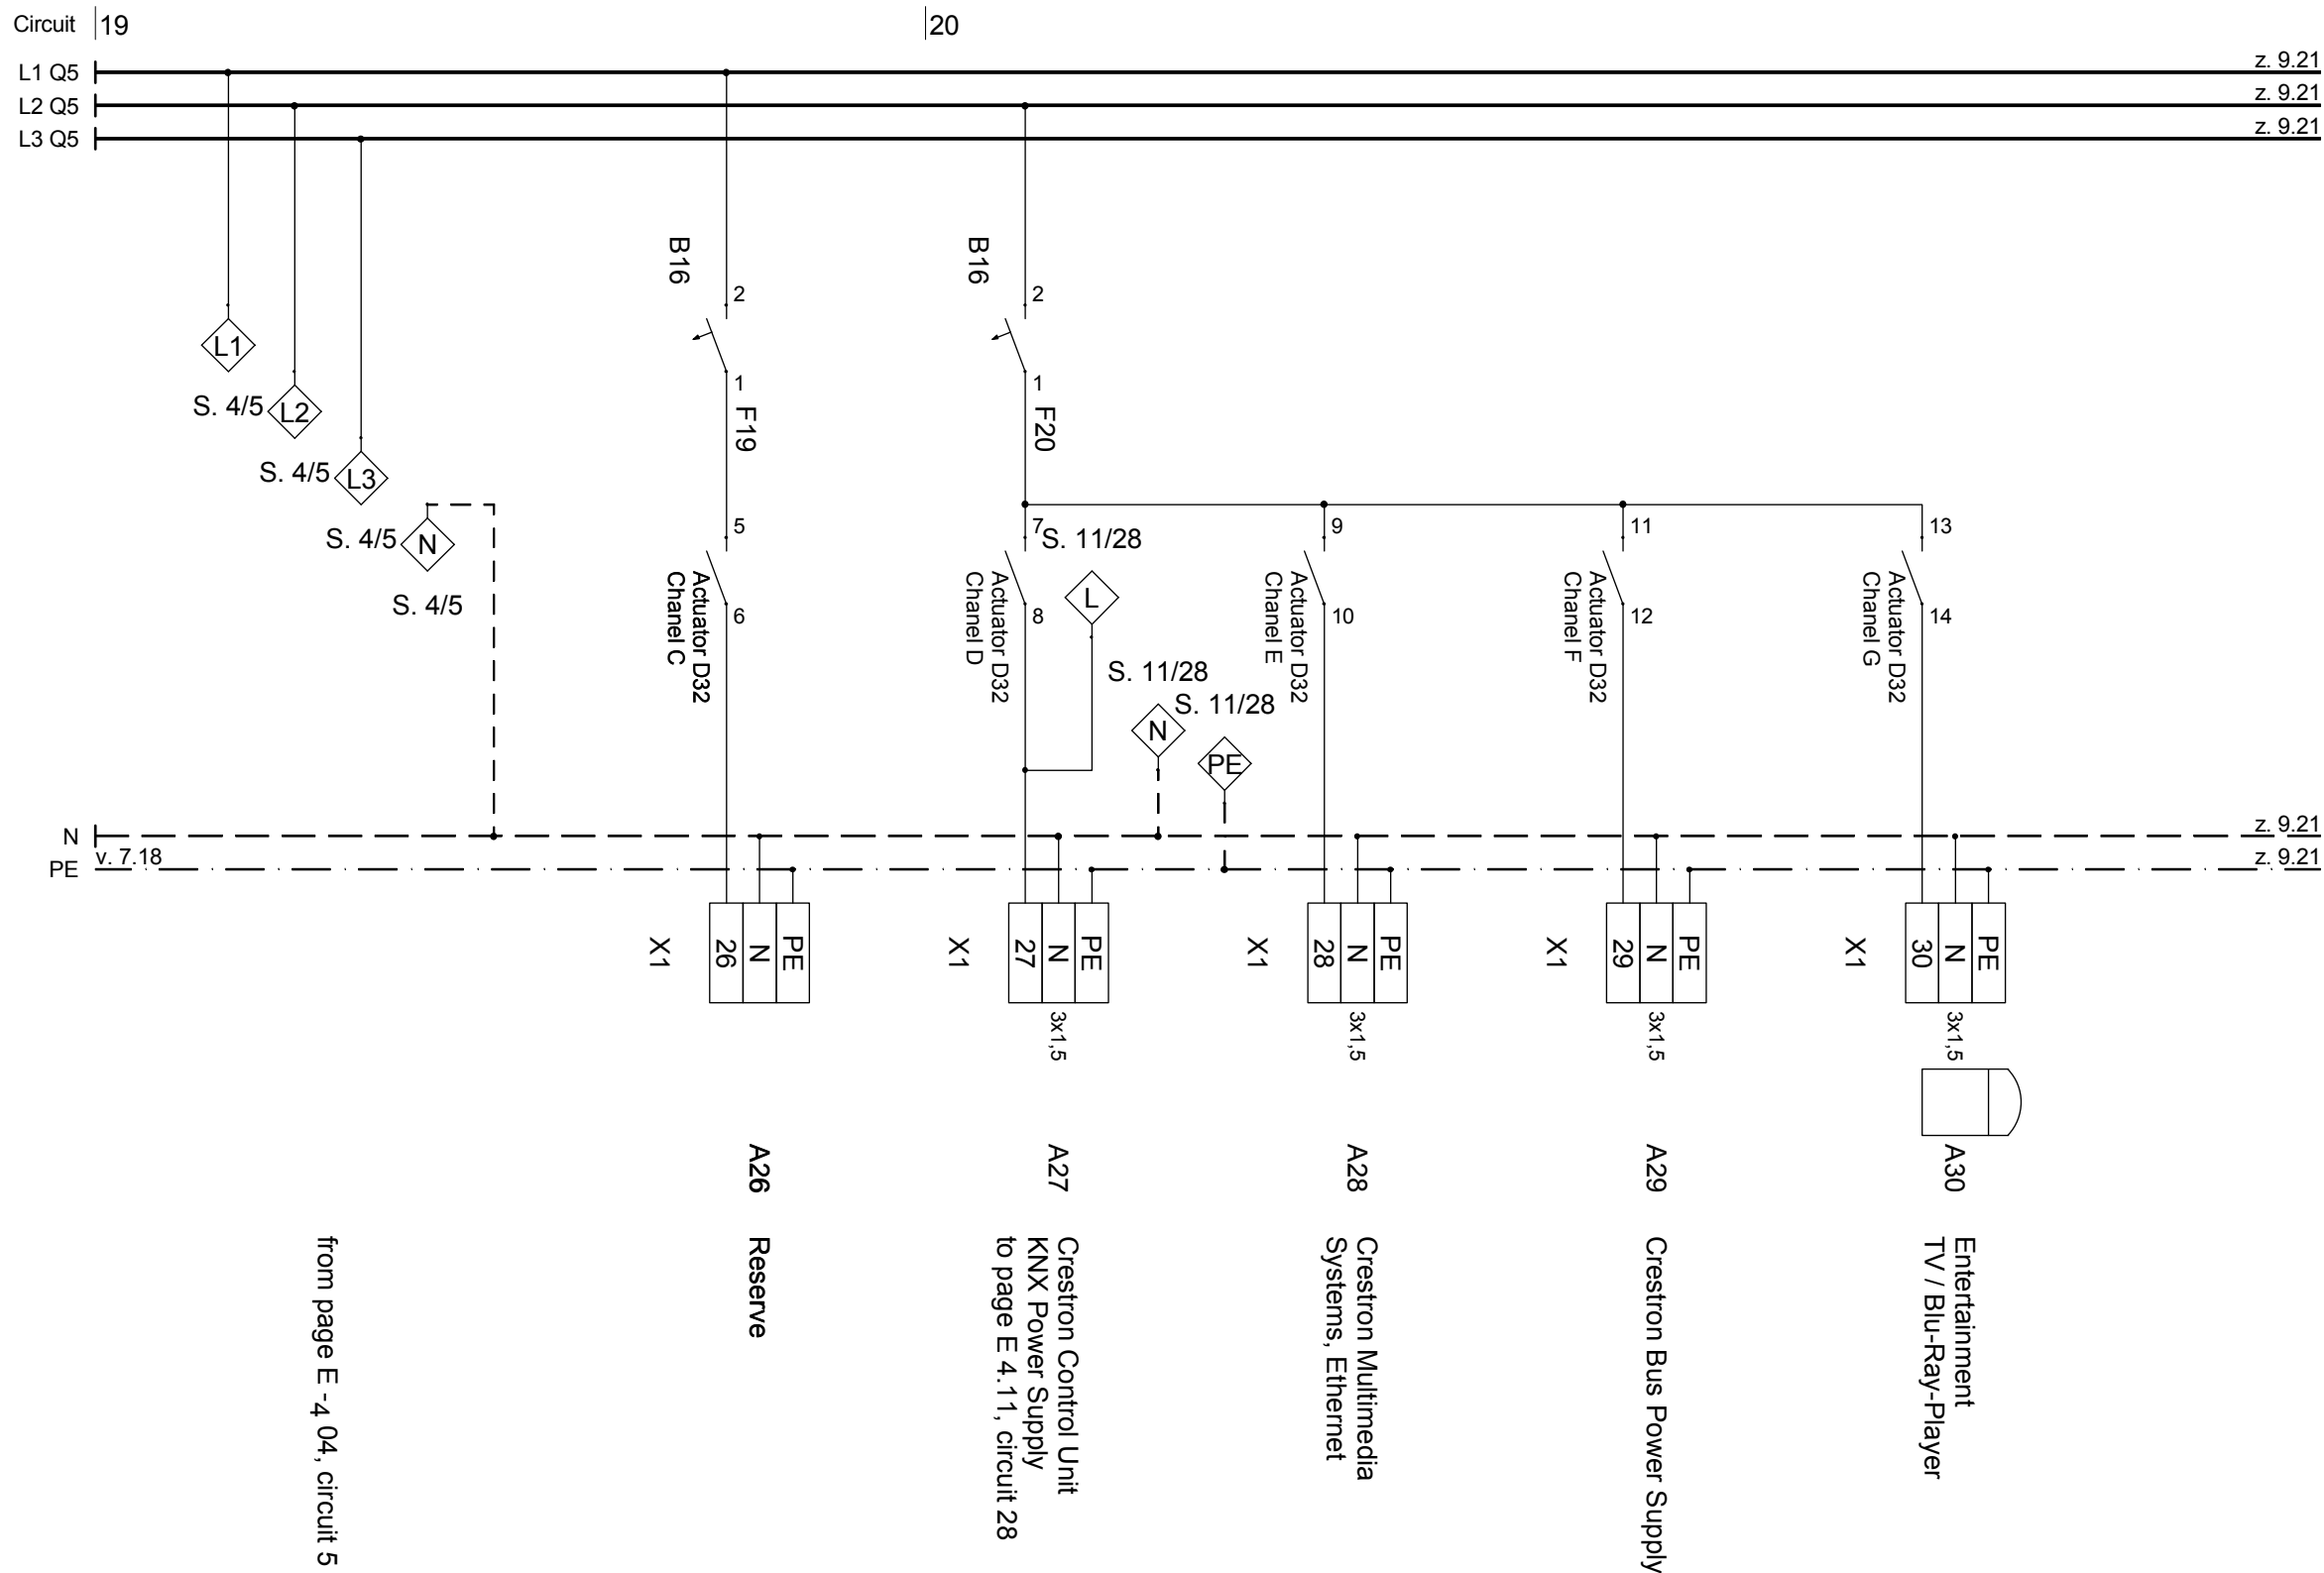 Circuit
19
20
L1 Q5
z. 9.21
L2 Q5
z. 9.21
L3 Q5
z. 9.21
B16
B16
2
2
L1
S. 4/5
L2
1
F19
1
F20
S. 4/5
L3
S. 4/5
N
S. 4/5
5
7
S. 11/28
9
11
13
Actuator D32
Chanel C
6
Actuator D32
Chanel D
8
L
Actuator D32
Chanel E
10
Actuator D32
Chanel F
12
Actuator D32
Chanel G
14
S. 11/28
S. 11/28
N
PE
N
z. 9.21
v. 7.18
PE
z. 9.21
X1
26
N
PE
X1
27
N
PE
X1
28
N
PE
X1
29
N
PE
X1
30
N
PE
3x1,5
3x1,5
3x1,5
3x1,5
from page E -4 04, circuit 5
A26
Reserve
A27
Crestron Control Unit
KNX Power Supply
to page E 4.11, circuit 28
A28
Crestron Multimedia
Systems, Ethernet
A29
Crestron Bus Power Supply
A30
Entertainment
TV / Blu-Ray-Player